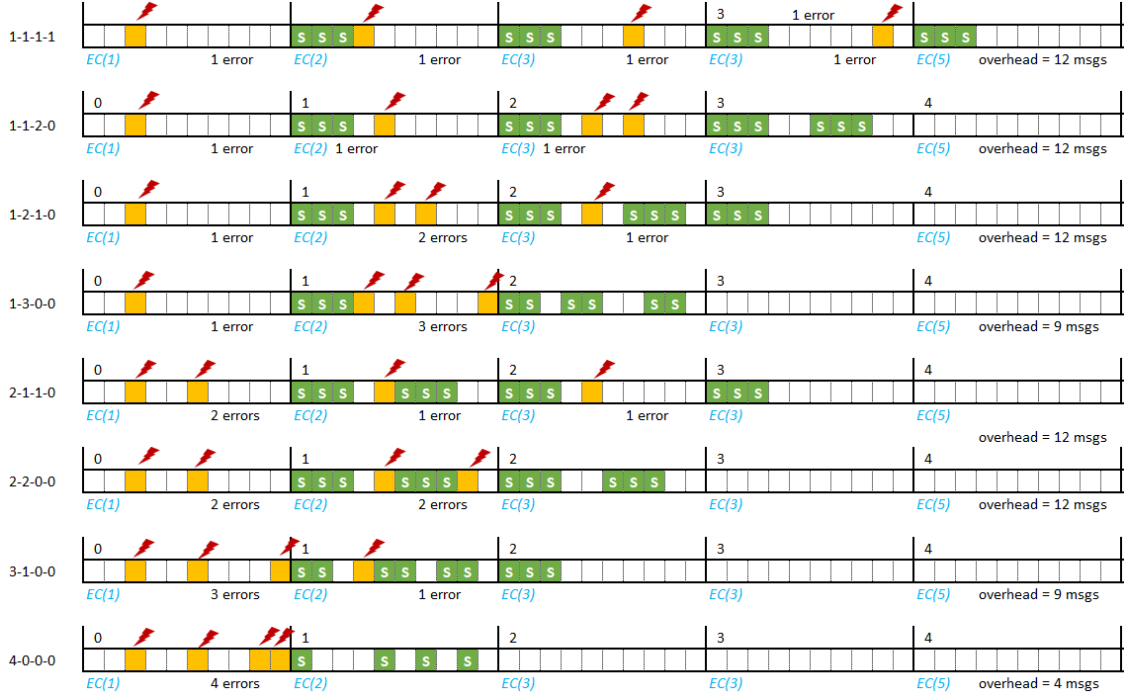 3 1 error
1-1-1-1 S S S S S S S S S S S S
EC(1) 1 error EC(2) 1 error EC(3) 1 error EC(3) 1 error EC(5) overhead = 12 msgs
0 1 2 3 4
1-1-2-0 S S S S S S S S S S S S
EC(1) 1 error EC(2) 1 error EC(3) 1 error EC(3) EC(5) overhead = 12 msgs
0 1 2 3 4
1-2-1-0 S S S S S S S S S S S S
EC(1) 1 error EC(2) 2 errors EC(3) 1 error EC(5) overhead = 12 msgs
0 1 2 3 4
1-3-0-0 S S S S S S S S S
EC(1) 1 error EC(2) 3 errors EC(3) EC(3) EC(5) overhead = 9 msgs
0 1 2 3 4
2-1-1-0 S S S S S S S S S S S S
EC(1) 2 errors EC(2) 1 error EC(3) 1 error EC(3) EC(5)
overhead = 12 msgs
0 1 2 3 4
2-2-0-0 S S S S S S S S S S S S
EC(1) 2 errors EC(2) 2 errors EC(3) EC(3) EC(5) overhead = 12 msgs
0 1 2 3 4
3-1-0-0 S S S S S S S S S
EC(1) 3 errors EC(2) 1 error EC(3) EC(3) EC(5) overhead = 9 msgs
0 1 2 3 4
4-0-0-0 S S S S
EC(1) 4 errors EC(2) EC(3) EC(3) EC(5) overhead = 4 msgs